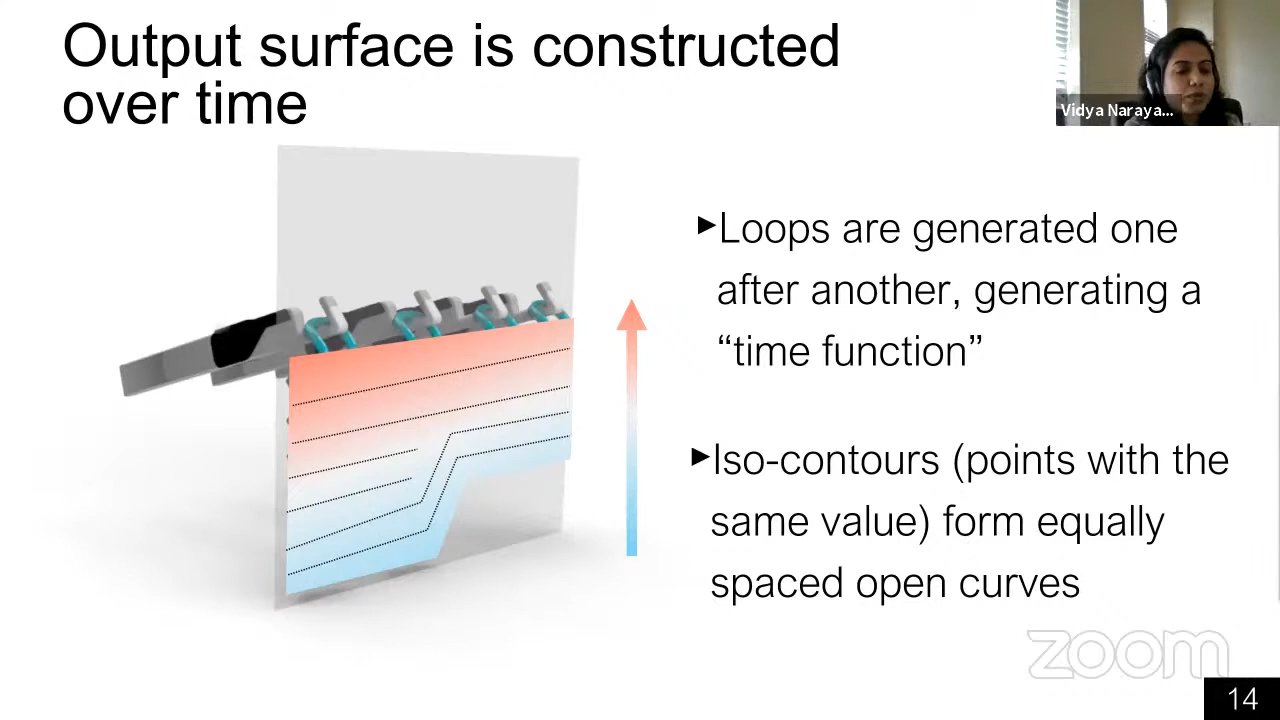 Output surface is constructed
over time
Vidya Naraya...
►Loops are generated one
after another, generating a
“time function”
►Iso-contours (points with the
same value) form equally
spaced open curves
zoom
14